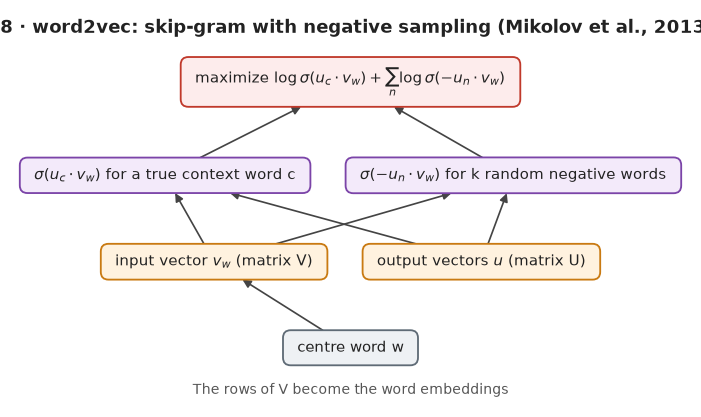 8 · word2vec: skip-gram with negative sampling (Mikolov et al., 2013
maximize log σ(u_c · v_w) + ∑_n log σ(−u_n · v_w)
σ(u_c · v_w) for a true context word c
σ(−u_n · v_w) for k random negative words
input vector v_w (matrix V)
output vectors u (matrix U)
centre word w
The rows of V become the word embeddings